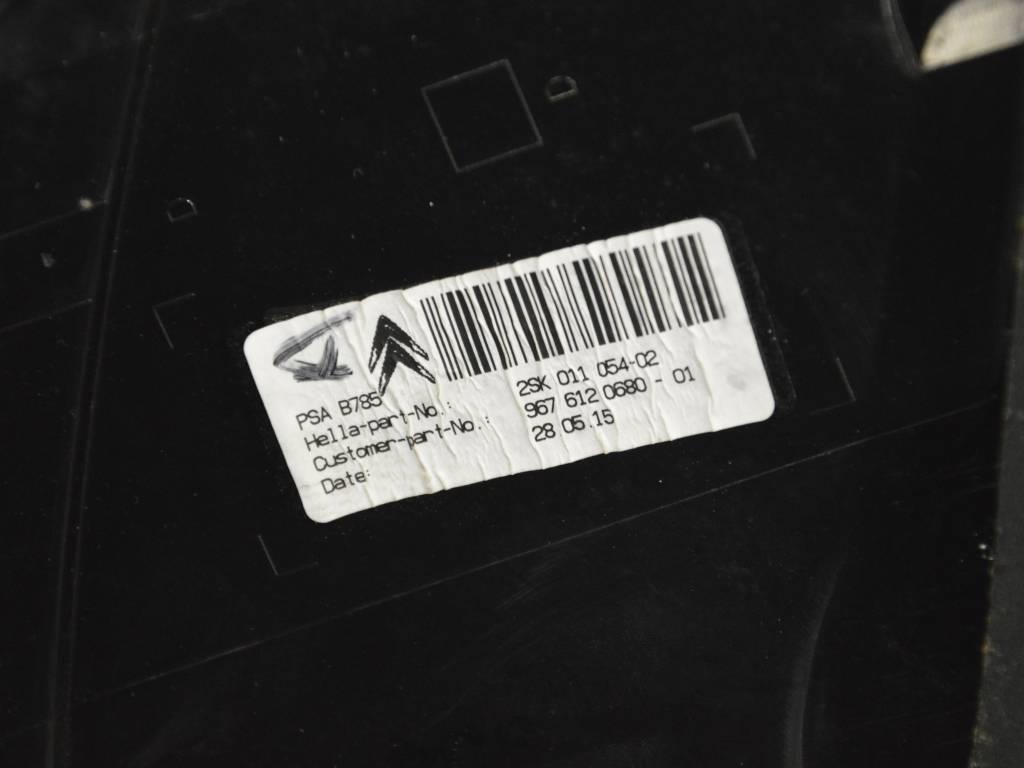 PSA B785
Hella-part-No.: 2SK 011 054-02
Customer-part-No.: 967 612 0680 - 01
Date: 28.05.15